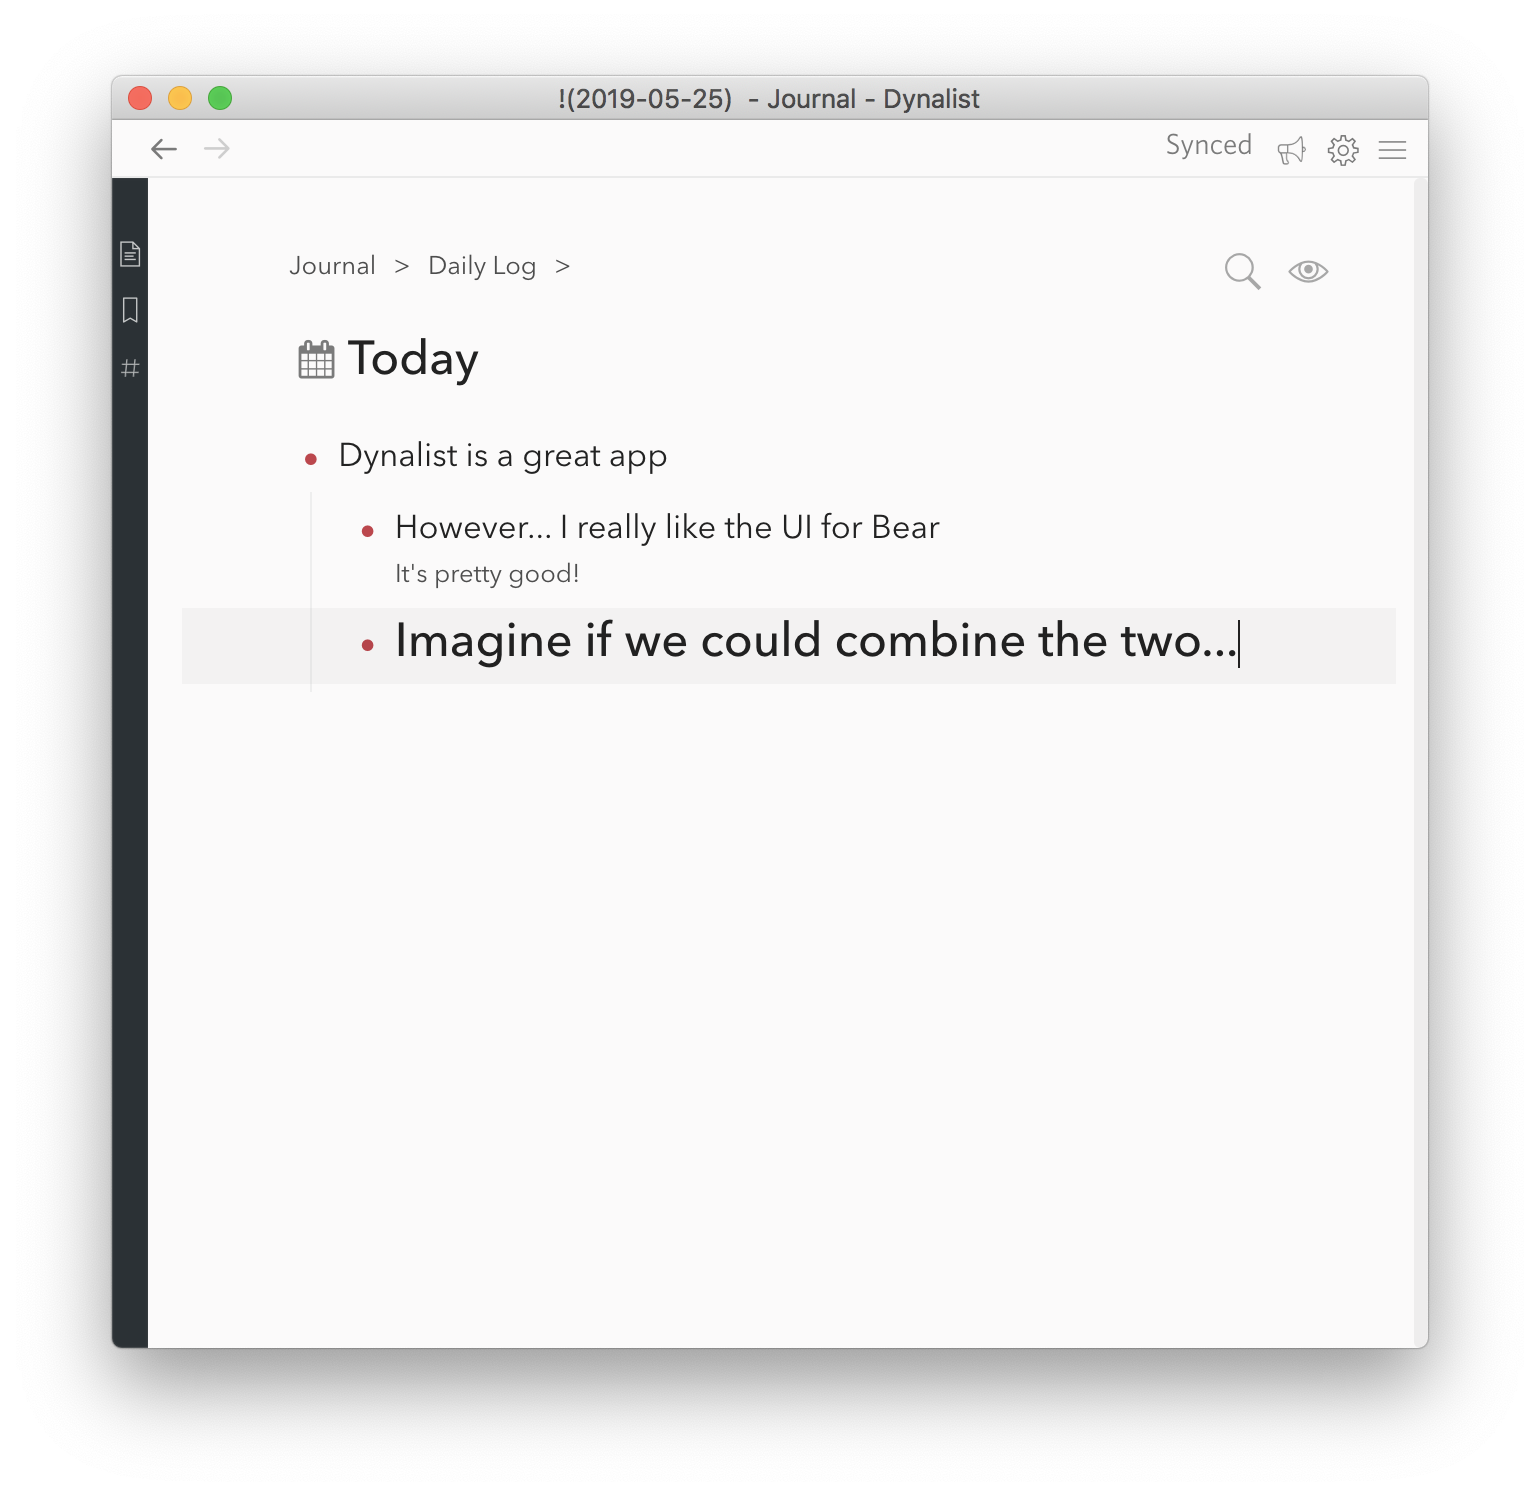 !(2019-05-25) - Journal - Dynalist
Synced
Journal > Daily Log >
Today
Dynalist is a great app
However... I really like the UI for Bear
It's pretty good!
Imagine if we could combine the two...